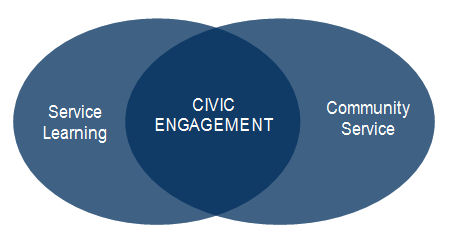 Service
Learning
CIVIC
ENGAGEMENT
Community
Service